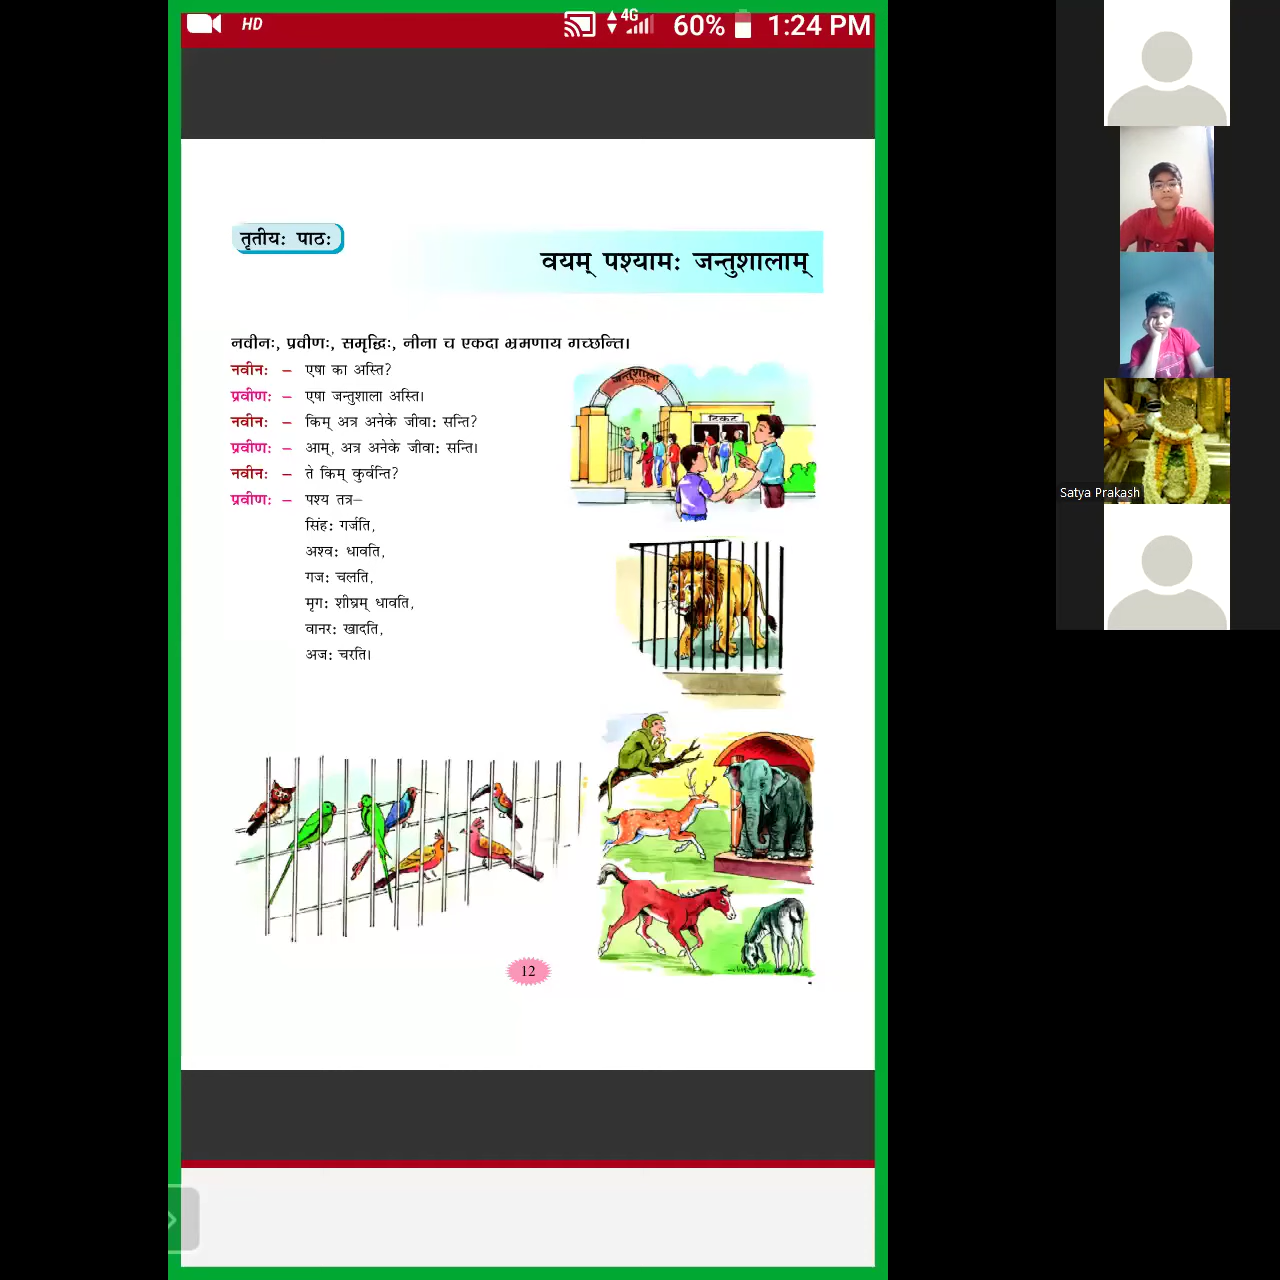 HD
4G
60%
1:24 PM
तृतीयः पाठः
वयम् पश्यामः जन्तुशालाम्
नवीनः, प्रवीणः, समृद्धिः, नीना च एकदा भ्रमणाय गच्छन्ति।
नवीनः – एषा का अस्ति?
प्रवीणः – एषा जन्तुशाला अस्ति।
नवीनः – किम् अत्र अनेके जीवाः सन्ति?
प्रवीणः – आम्, अत्र अनेके जीवाः सन्ति।
नवीनः – ते किम् कुर्वन्ति?
प्रवीणः – पश्य तत्र–
सिंहः गर्जति,
अश्वः धावति,
गजः चलति,
मृगः शीघ्रम् धावति,
वानरः खादति,
अजः चरति।
जन्तुशाला
टिकट
12
Satya Prakash